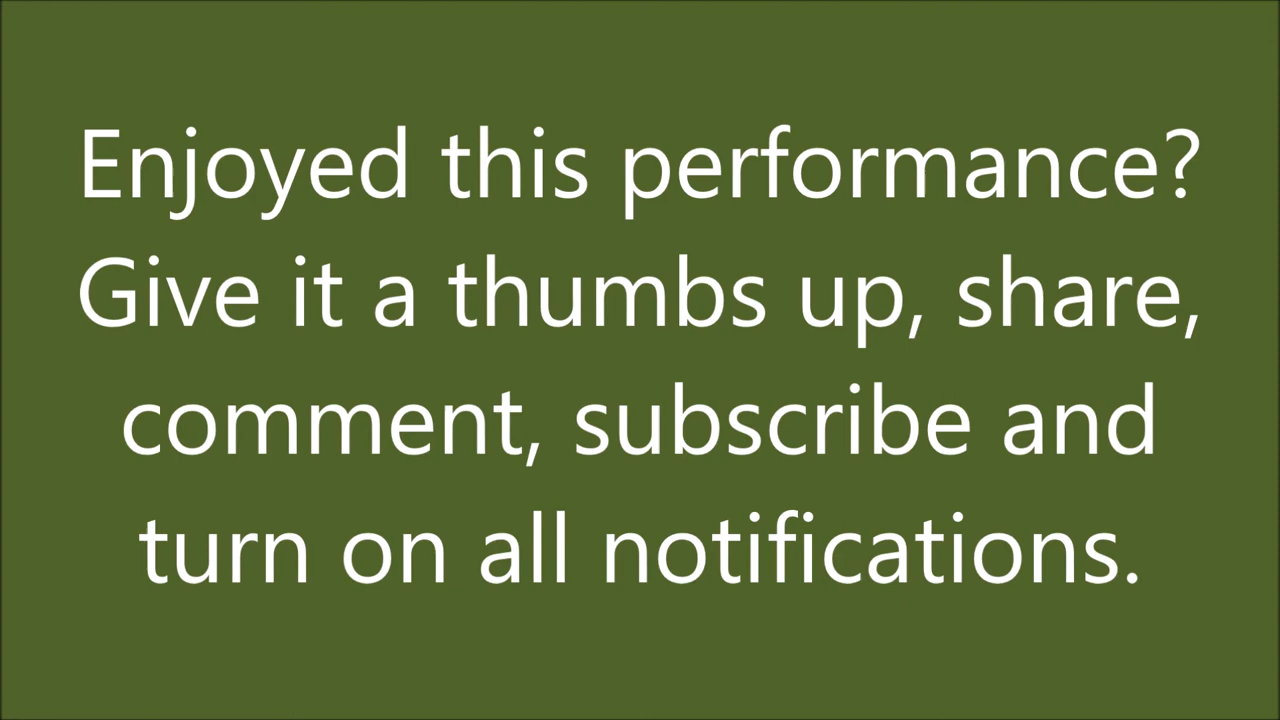 Enjoyed this performance?
Give it a thumbs up, share,
comment, subscribe and
turn on all notifications.